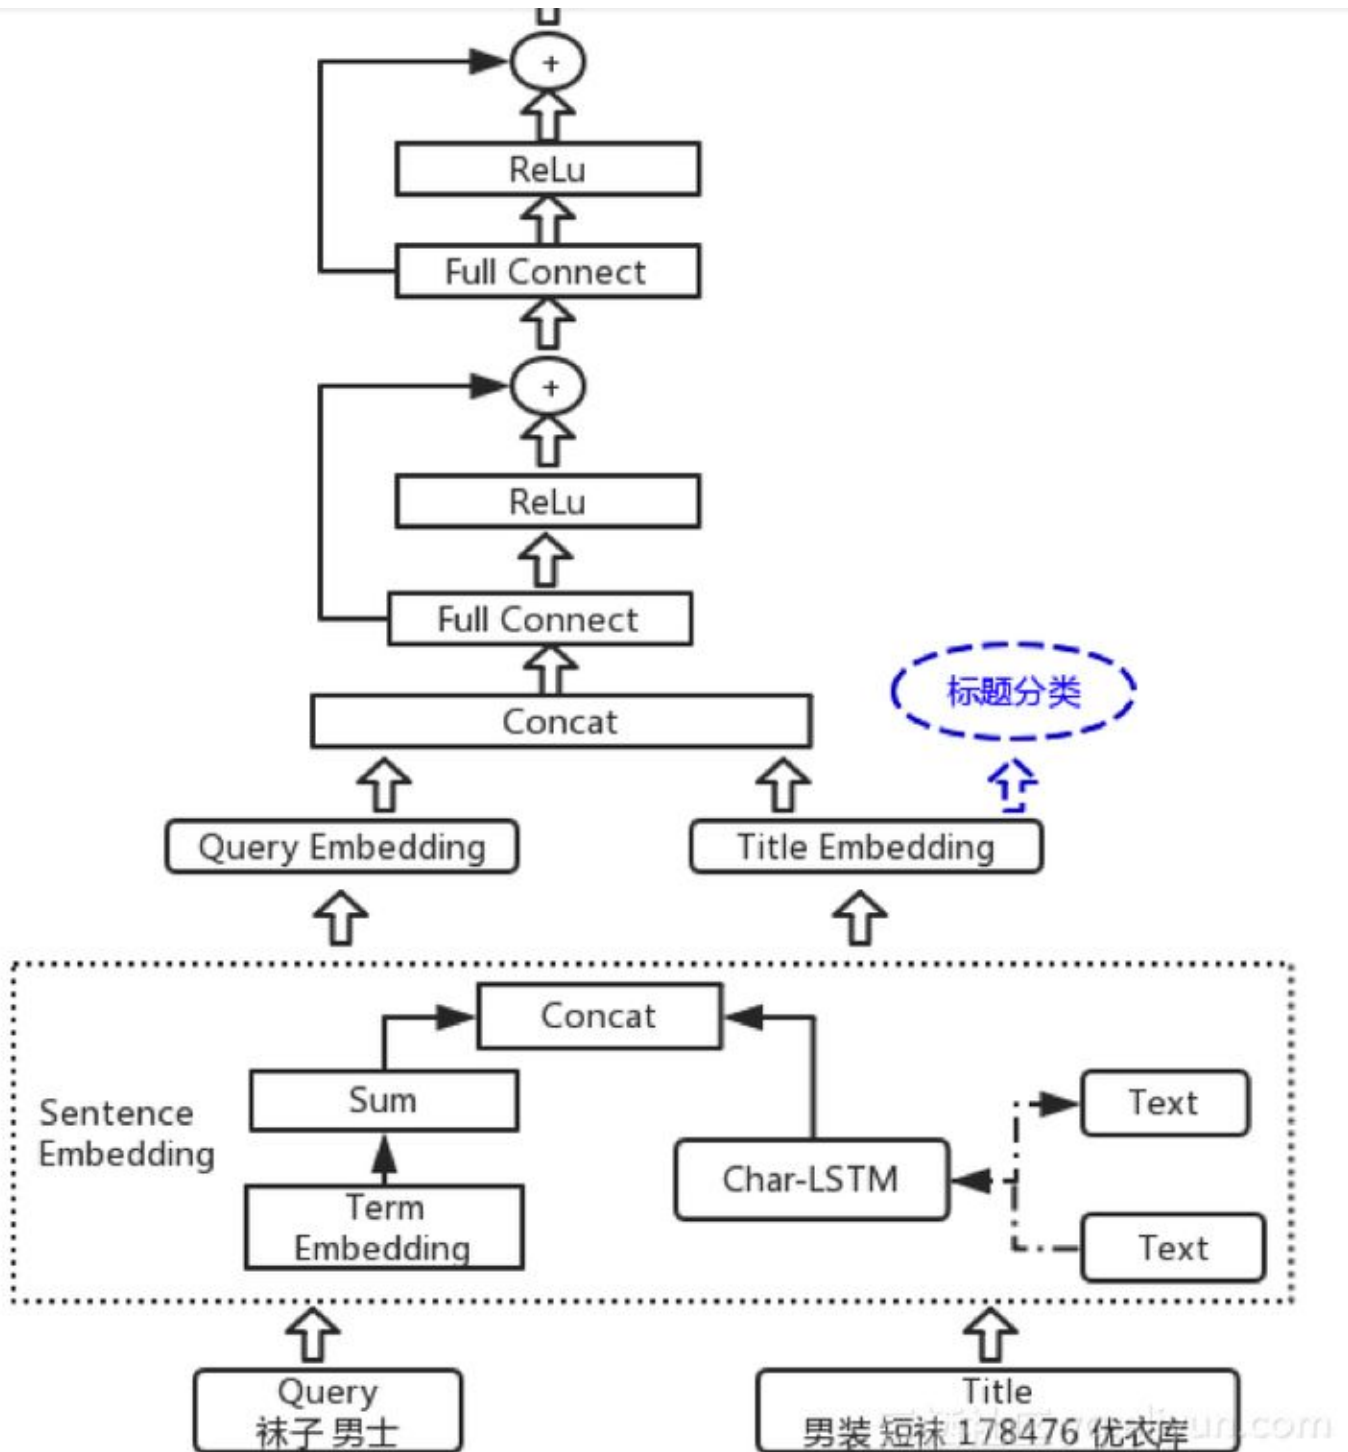 +
ReLu
Full Connect
+
ReLu
Full Connect
标题分类
Concat
Query Embedding
Title Embedding
Concat
Sum
Sentence
Embedding
Text
Char-LSTM
Term
Embedding
Text
Query
袜子 男士
Title
男装 短袜 178476 优衣库